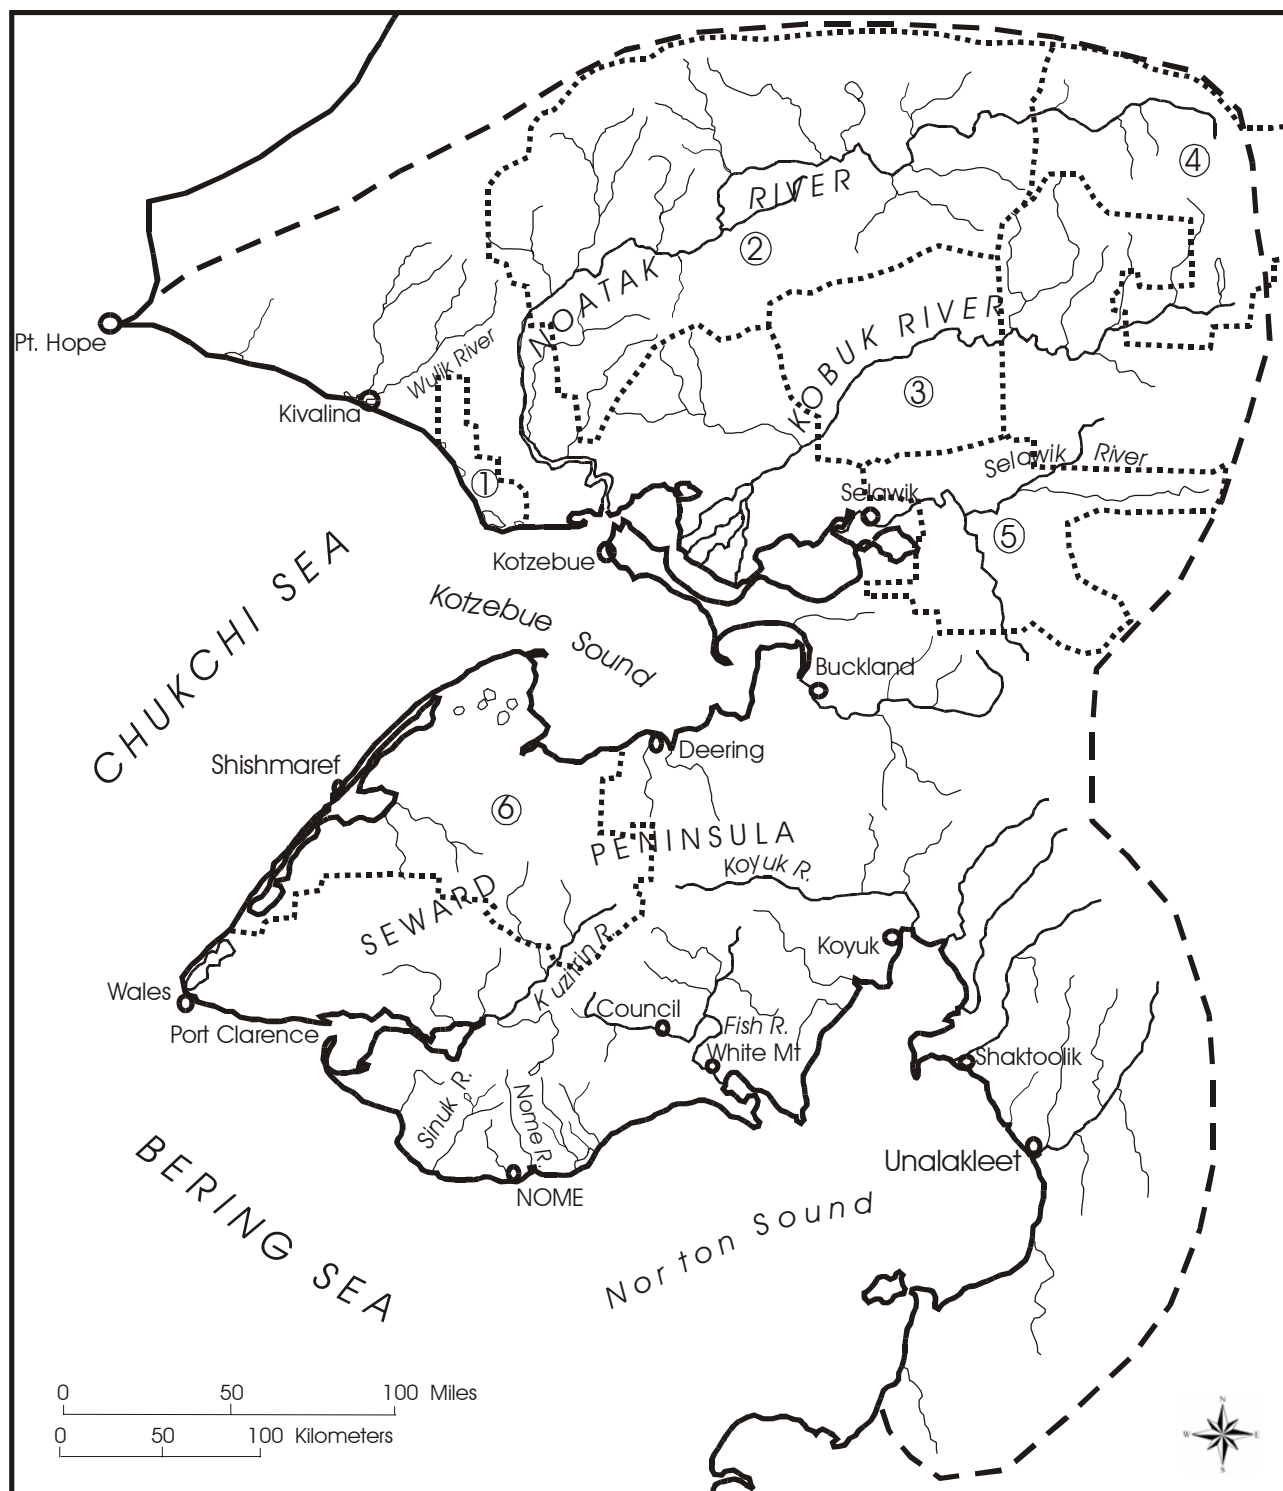 ④
RIVER
②
NOATAK
KOBUK RIVER
Pt. Hope
Wulik River
Kivalina
③
Selawik River
①
Selawik
⑤
Kotzebue
CHUKCHI SEA
Kotzebue Sound
Buckland
Deering
Shishmaref
⑥
SEWARD PENINSULA
Koyuk R.
Koyuk
Kuzitrin R.
Wales
Port Clarence
Council
Fish R.
White Mt
Shaktoolik
Sinuk R.
Nome R.
Unalakleet
NOME
BERING SEA
Norton Sound
0 50 100 Miles
0 50 100 Kilometers
N
W E
S